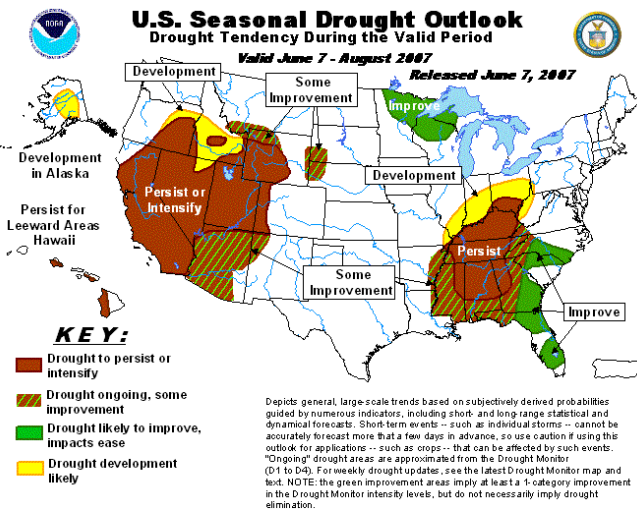 NOAA
U.S. Seasonal Drought Outlook
Drought Tendency During the Valid Period
Valid June 7 - August 2007
Released June 7, 2007
Development
Some
Improvement
Improve
Development
in Alaska
Persist or
Intensify
Development
Persist for
Leeward Areas
Hawaii
Persist
Some
Improvement
Improve
KEY:
Drought to persist or
intensify
Drought ongoing, some
improvement
Drought likely to improve,
impacts ease
Drought development
likely
Depicts general, large-scale trends based on subjectively derived probabilities
guided by numerous indicators, including short- and long-range statistical and
dynamical forecasts. Short-term events -- such as individual storms -- cannot be
accurately forecast more that a few days in advance, so use caution if using this
outlook for applications -- such as crops -- that can be affected by such events.
"Ongoing" drought areas are approximated from the Drought Monitor
(D1 to D4). For weekly drought updates, see the latest Drought Monitor map and
text. NOTE: the green improvement areas imply at least a 1-category improvement
in the Drought Monitor intensity levels, but do not necessarily imply drought
elimination.